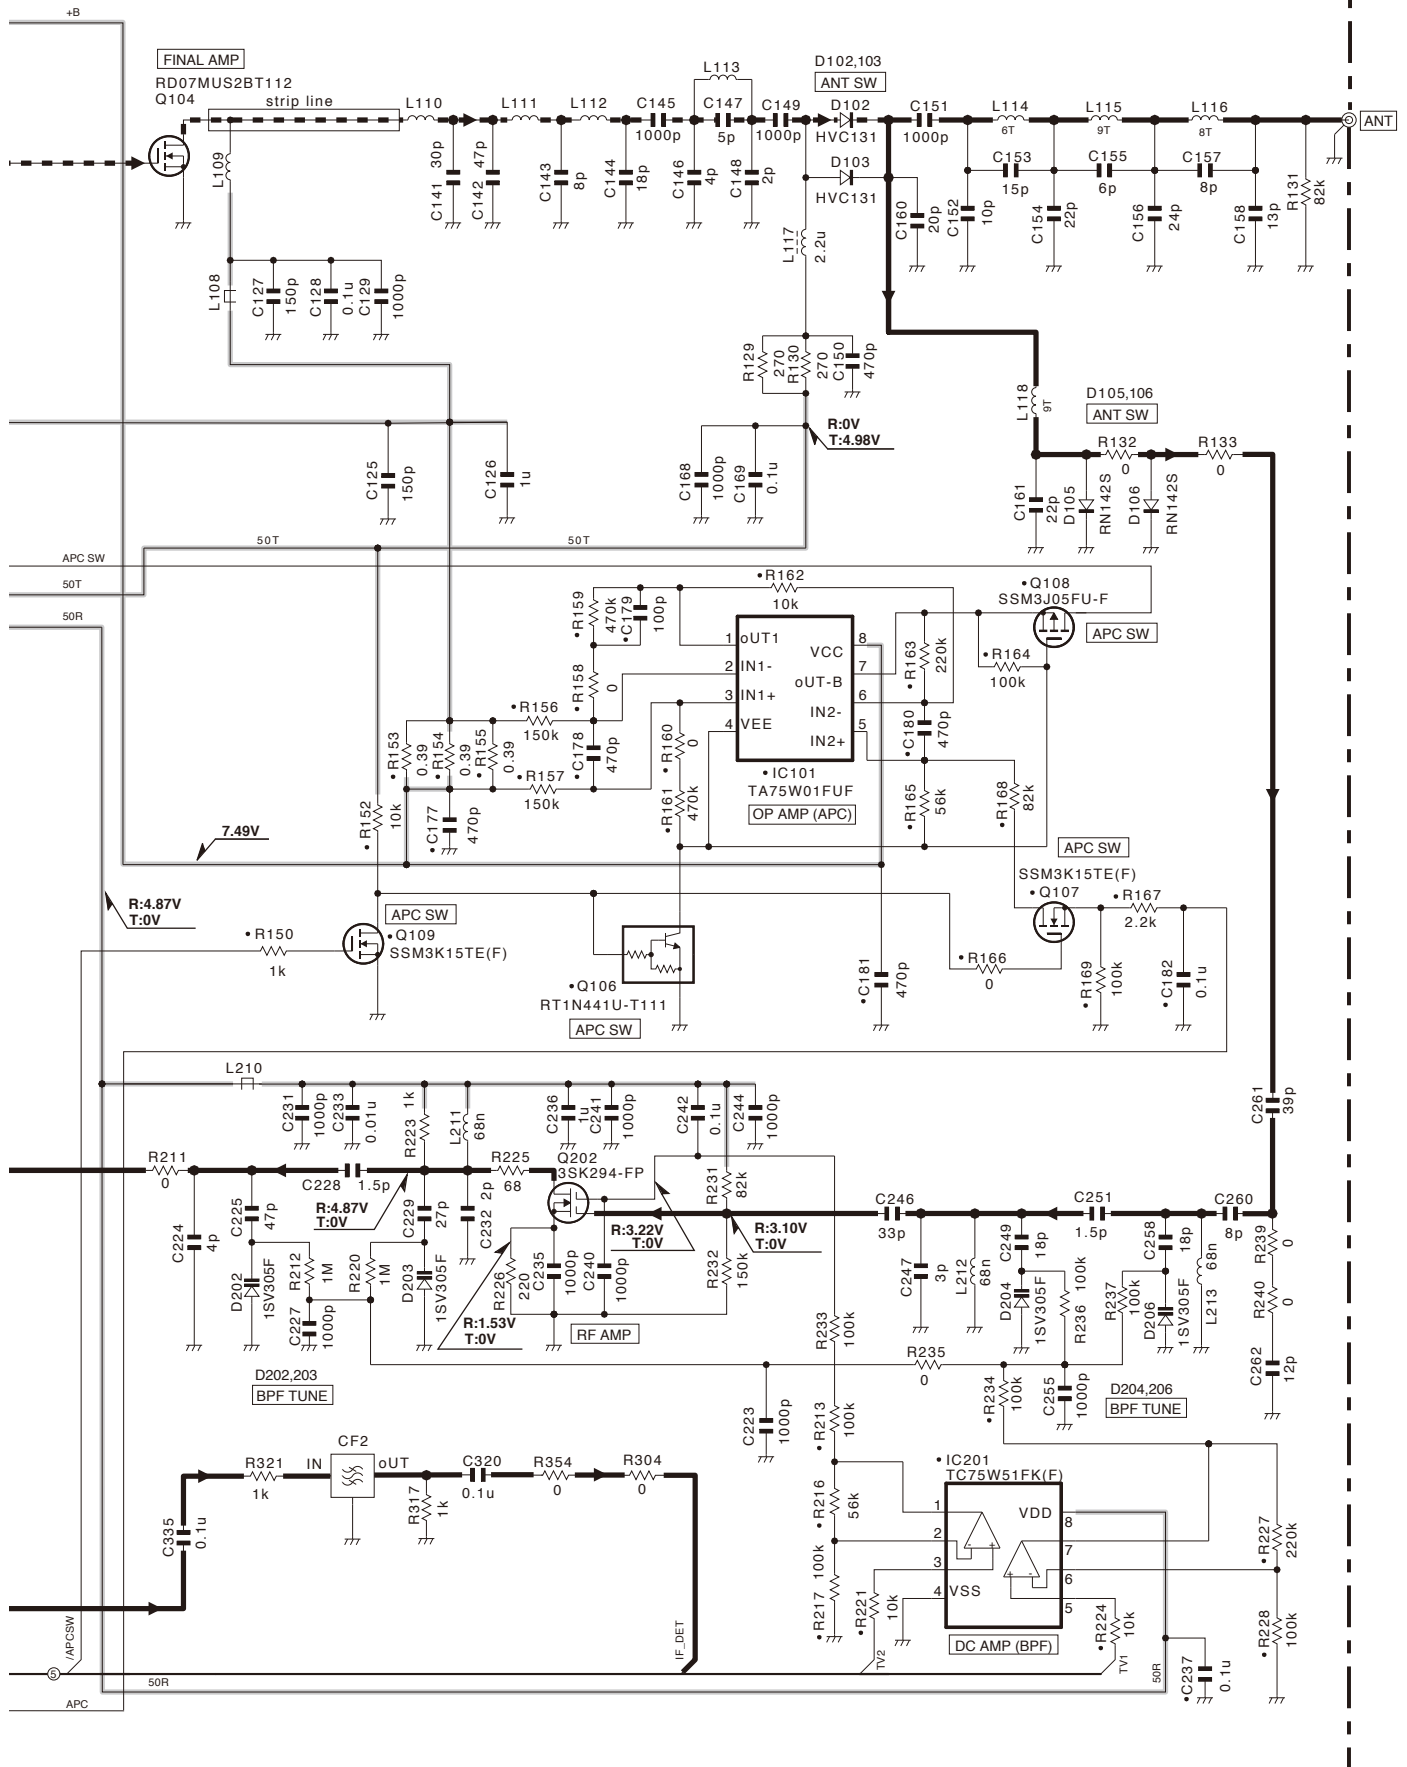 +B
FINAL AMP
RD07MUS2BT112
Q104
strip line
L110
L111
L112
C145
1000p
L113
C147
5p
C149
1000p
D102,103
ANT SW
D102
HVC131
D103
HVC131
C151
1000p
L114
6T
L115
9T
L116
8T
ANT
L109
C141
30p
C142
47p
C143
8p
C144
18p
C146
4p
C148
2p
C153
15p
C155
6p
C157
8p
R131
82k
C160
20p
C152
10p
C154
22p
C156
24p
C158
13p
L117
2.2u
L108
C127
150p
C128
0.1u
C129
1000p
R129
270
R130
270
C150
470p
L118
9T
D105,106
ANT SW
R:0V
T:4.98V
R132
0
R133
0
C125
150p
C126
1u
C168
1000p
C169
0.1u
C161
22p
D105
RN142S
D106
RN142S
50T
50T
APC SW
50T
50R
•R162
10k
•Q108
SSM3J05FU-F
APC SW
•R159
470k
•C179
100p
•R158
0
1
oUT1
2
IN1-
3
IN1+
4
VEE
VCC
8
oUT-B
7
IN2-
6
IN2+
5
•R163
220k
•R164
100k
•R156
150k
•R153
0.39
•R154
0.39
•R155
0.39
•C178
470p
•R160
0
•C180
470p
•R157
150k
•R161
470k
• IC101
TA75W01FUF
OP AMP (APC)
•R165
56k
•R168
82k
•R152
10k
•C177
470p
7.49V
APC SW
SSM3K15TE(F)
•Q107
•R167
2.2k
R:4.87V
T:0V
APC SW
•Q109
SSM3K15TE(F)
•R150
1k
•Q106
RT1N441U-T111
APC SW
•C181
470p
•R166
0
•R169
100k
•C182
0.1u
L210
C231
1000p
C233
0.01u
R223
1k
L211
68n
C236
1u
C241
1000p
C242
0.1u
C244
1000p
C261
39p
R211
0
C228
1.5p
R225
68
Q202
3SK294-FP
R231
82k
C246
33p
C251
1.5p
C260
8p
C224
4p
C225
47p
R:4.87V
T:0V
C229
27p
C232
2p
R:3.22V
T:0V
R:3.10V
T:0V
D202
1SV305F
R212
1M
R220
1M
D203
1SV305F
R226
220
C235
1000p
C240
1000p
R232
150k
C247
3p
L212
68n
C249
18p
D204
1SV305F
R236
100k
R237
100k
C258
18p
D206
1SV305F
L213
68n
R239
0
R240
0
C227
1000p
R:1.53V
T:0V
RF AMP
R233
100k
R235
0
C262
12p
D202,203
BPF TUNE
C223
1000p
•R213
100k
•R234
100k
C255
1000p
D204,206
BPF TUNE
CF2
R321
1k
IN
oUT
C320
0.1u
R354
0
R304
0
R317
1k
C335
0.1u
•R216
56k
• IC201
TC75W51FK(F)
1
2
3
4
VSS
VDD
8
7
6
5
•R227
220k
•R217
100k
•R221
10k
•R224
10k
•R228
100k
DC AMP (BPF)
/APCSW
IF_DET
TV2
TV1
50R
•C237
0.1u
5
50R
APC